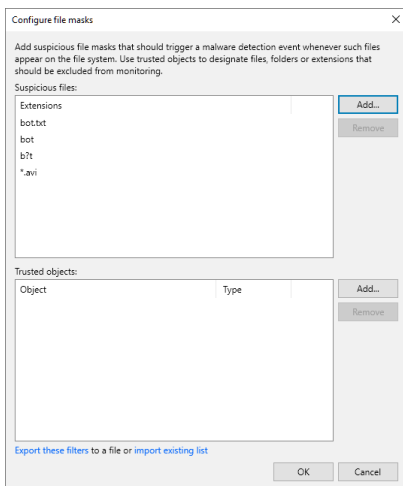 Configure file masks
Add suspicious file masks that should trigger a malware detection event whenever such files
appear on the file system. Use trusted objects to designate files, folders or extensions that
should be excluded from monitoring.
Suspicious files:
Extensions
Add...
bot.txt
Remove
bot
b?t
*.avi
Trusted objects:
Object Type
Add...
Remove
Export these filters to a file or import existing list
OK Cancel